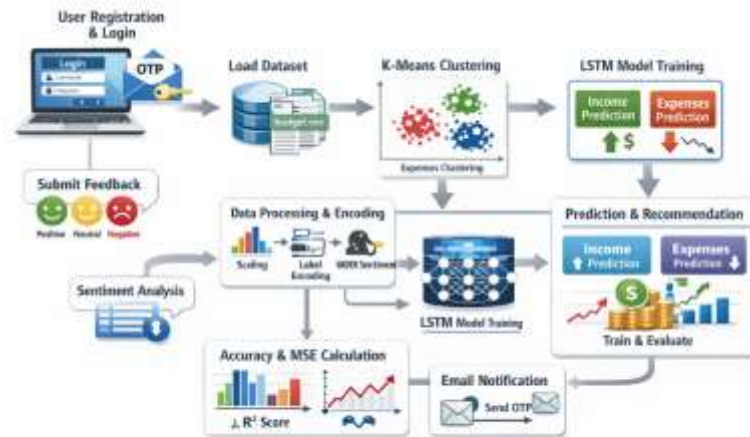 User Registration
& Login
Login
OTP
Load Dataset
K-Means Clustering
Expenses Clustering
LSTM Model Training
Income
Prediction
$
Expenses
Prediction
Submit Feedback
Positive
Neutral
Negative
Sentiment Analysis
Data Processing & Encoding
Scaling
Label
Encoding
VADER Sentiment
LSTM Model Training
Prediction & Recommendation
Income
Prediction
Expenses
Prediction
$
Train & Evaluate
Accuracy & MSE Calculation
R² Score
Email Notification
Send OTP